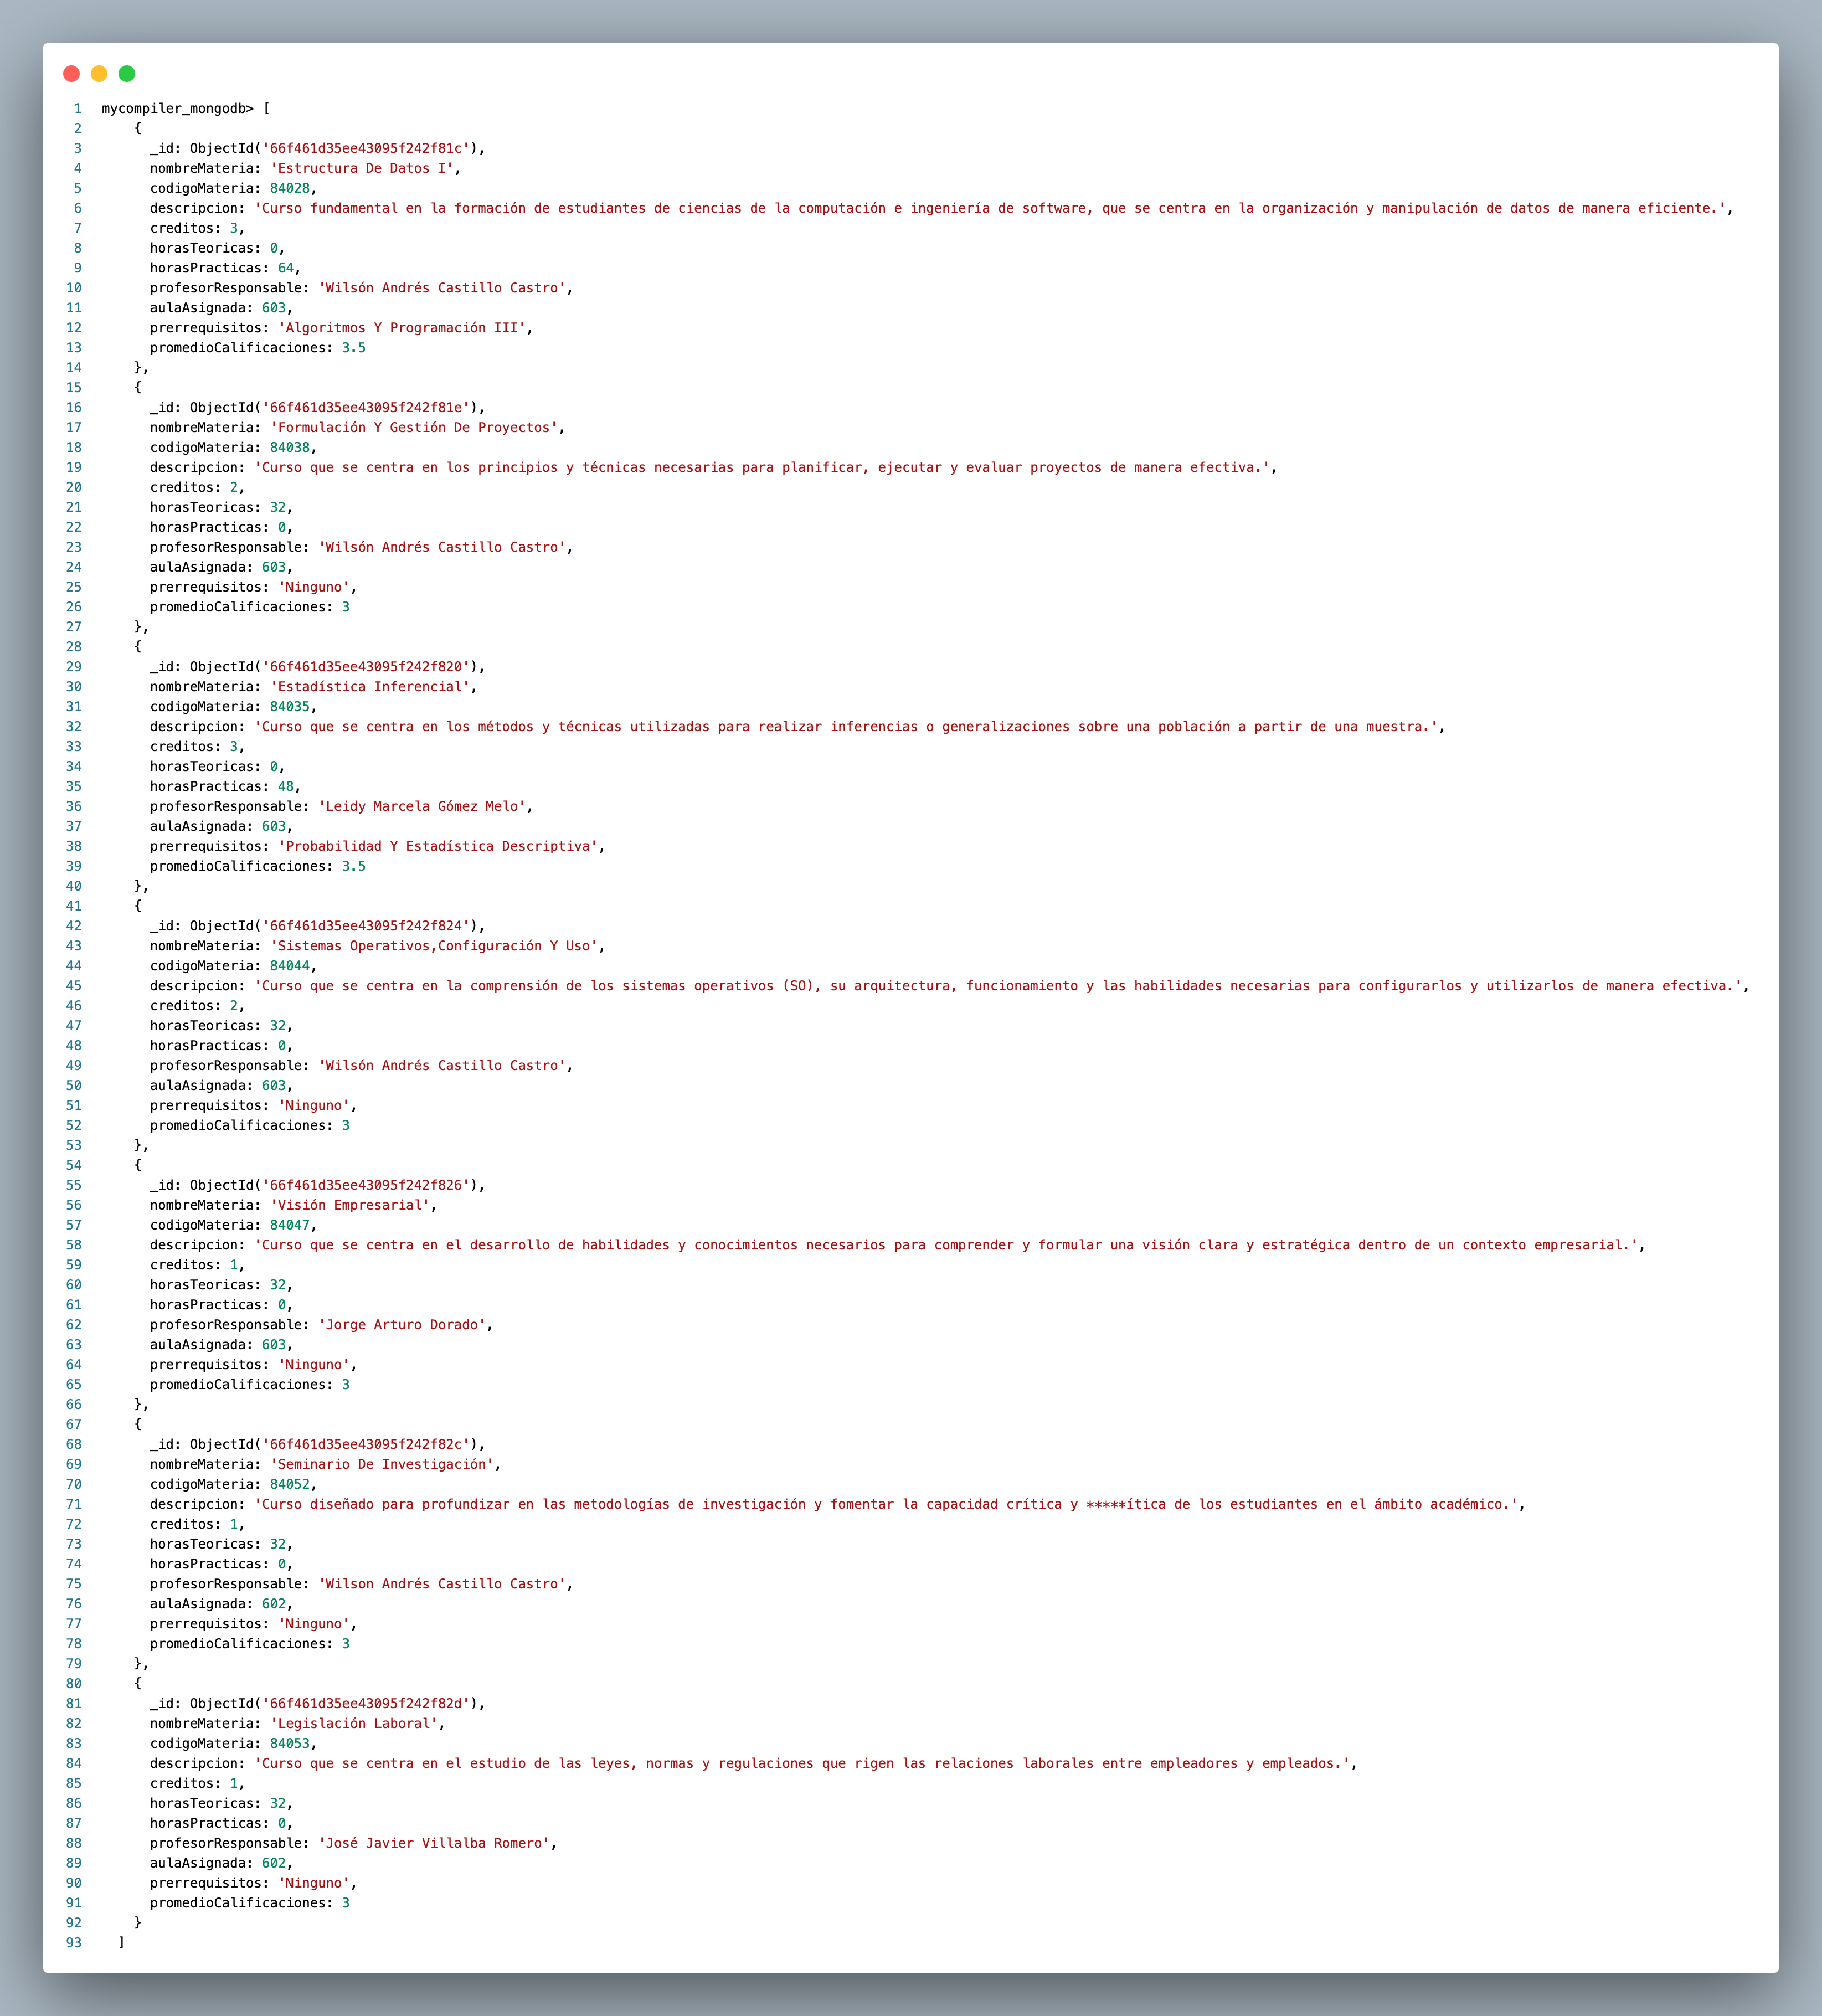 1 mycompiler_mongodb> [
2 {
3 _id: ObjectId('66f461d35ee43095f242f81c'),
4 nombreMateria: 'Estructura De Datos I',
5 codigoMateria: 84028,
6 descripcion: 'Curso fundamental en la formación de estudiantes de ciencias de la computación e ingeniería de software, que se centra en la organización y manipulación de datos de manera eficiente.',
7 creditos: 3,
8 horasTeoricas: 0,
9 horasPracticas: 64,
10 profesorResponsable: 'Wilsón Andrés Castillo Castro',
11 aulaAsignada: 603,
12 prerrequisitos: 'Algoritmos Y Programación III',
13 promedioCalificaciones: 3.5
14 },
15 {
16 _id: ObjectId('66f461d35ee43095f242f81e'),
17 nombreMateria: 'Formulación Y Gestión De Proyectos',
18 codigoMateria: 84038,
19 descripcion: 'Curso que se centra en los principios y técnicas necesarias para planificar, ejecutar y evaluar proyectos de manera efectiva.',
20 creditos: 2,
21 horasTeoricas: 32,
22 horasPracticas: 0,
23 profesorResponsable: 'Wilsón Andrés Castillo Castro',
24 aulaAsignada: 603,
25 prerrequisitos: 'Ninguno',
26 promedioCalificaciones: 3
27 },
28 {
29 _id: ObjectId('66f461d35ee43095f242f820'),
30 nombreMateria: 'Estadística Inferencial',
31 codigoMateria: 84035,
32 descripcion: 'Curso que se centra en los métodos y técnicas utilizadas para realizar inferencias o generalizaciones sobre una población a partir de una muestra.',
33 creditos: 3,
34 horasTeoricas: 0,
35 horasPracticas: 48,
36 profesorResponsable: 'Leidy Marcela Gómez Melo',
37 aulaAsignada: 603,
38 prerrequisitos: 'Probabilidad Y Estadística Descriptiva',
39 promedioCalificaciones: 3.5
40 },
41 {
42 _id: ObjectId('66f461d35ee43095f242f824'),
43 nombreMateria: 'Sistemas Operativos,Configuración Y Uso',
44 codigoMateria: 84044,
45 descripcion: 'Curso que se centra en la comprensión de los sistemas operativos (SO), su arquitectura, funcionamiento y las habilidades necesarias para configurarlos y utilizarlos de manera efectiva.',
46 creditos: 2,
47 horasTeoricas: 32,
48 horasPracticas: 0,
49 profesorResponsable: 'Wilsón Andrés Castillo Castro',
50 aulaAsignada: 603,
51 prerrequisitos: 'Ninguno',
52 promedioCalificaciones: 3
53 },
54 {
55 _id: ObjectId('66f461d35ee43095f242f826'),
56 nombreMateria: 'Visión Empresarial',
57 codigoMateria: 84047,
58 descripcion: 'Curso que se centra en el desarrollo de habilidades y conocimientos necesarios para comprender y formular una visión clara y estratégica dentro de un contexto empresarial.',
59 creditos: 1,
60 horasTeoricas: 32,
61 horasPracticas: 0,
62 profesorResponsable: 'Jorge Arturo Dorado',
63 aulaAsignada: 603,
64 prerrequisitos: 'Ninguno',
65 promedioCalificaciones: 3
66 },
67 {
68 _id: ObjectId('66f461d35ee43095f242f82c'),
69 nombreMateria: 'Seminario De Investigación',
70 codigoMateria: 84052,
71 descripcion: 'Curso diseñado para profundizar en las metodologías de investigación y fomentar la capacidad crítica y *****ítica de los estudiantes en el ámbito académico.',
72 creditos: 1,
73 horasTeoricas: 32,
74 horasPracticas: 0,
75 profesorResponsable: 'Wilson Andrés Castillo Castro',
76 aulaAsignada: 602,
77 prerrequisitos: 'Ninguno',
78 promedioCalificaciones: 3
79 },
80 {
81 _id: ObjectId('66f461d35ee43095f242f82d'),
82 nombreMateria: 'Legislación Laboral',
83 codigoMateria: 84053,
84 descripcion: 'Curso que se centra en el estudio de las leyes, normas y regulaciones que rigen las relaciones laborales entre empleadores y empleados.',
85 creditos: 1,
86 horasTeoricas: 32,
87 horasPracticas: 0,
88 profesorResponsable: 'José Javier Villalba Romero',
89 aulaAsignada: 602,
90 prerrequisitos: 'Ninguno',
91 promedioCalificaciones: 3
92 }
93 ]